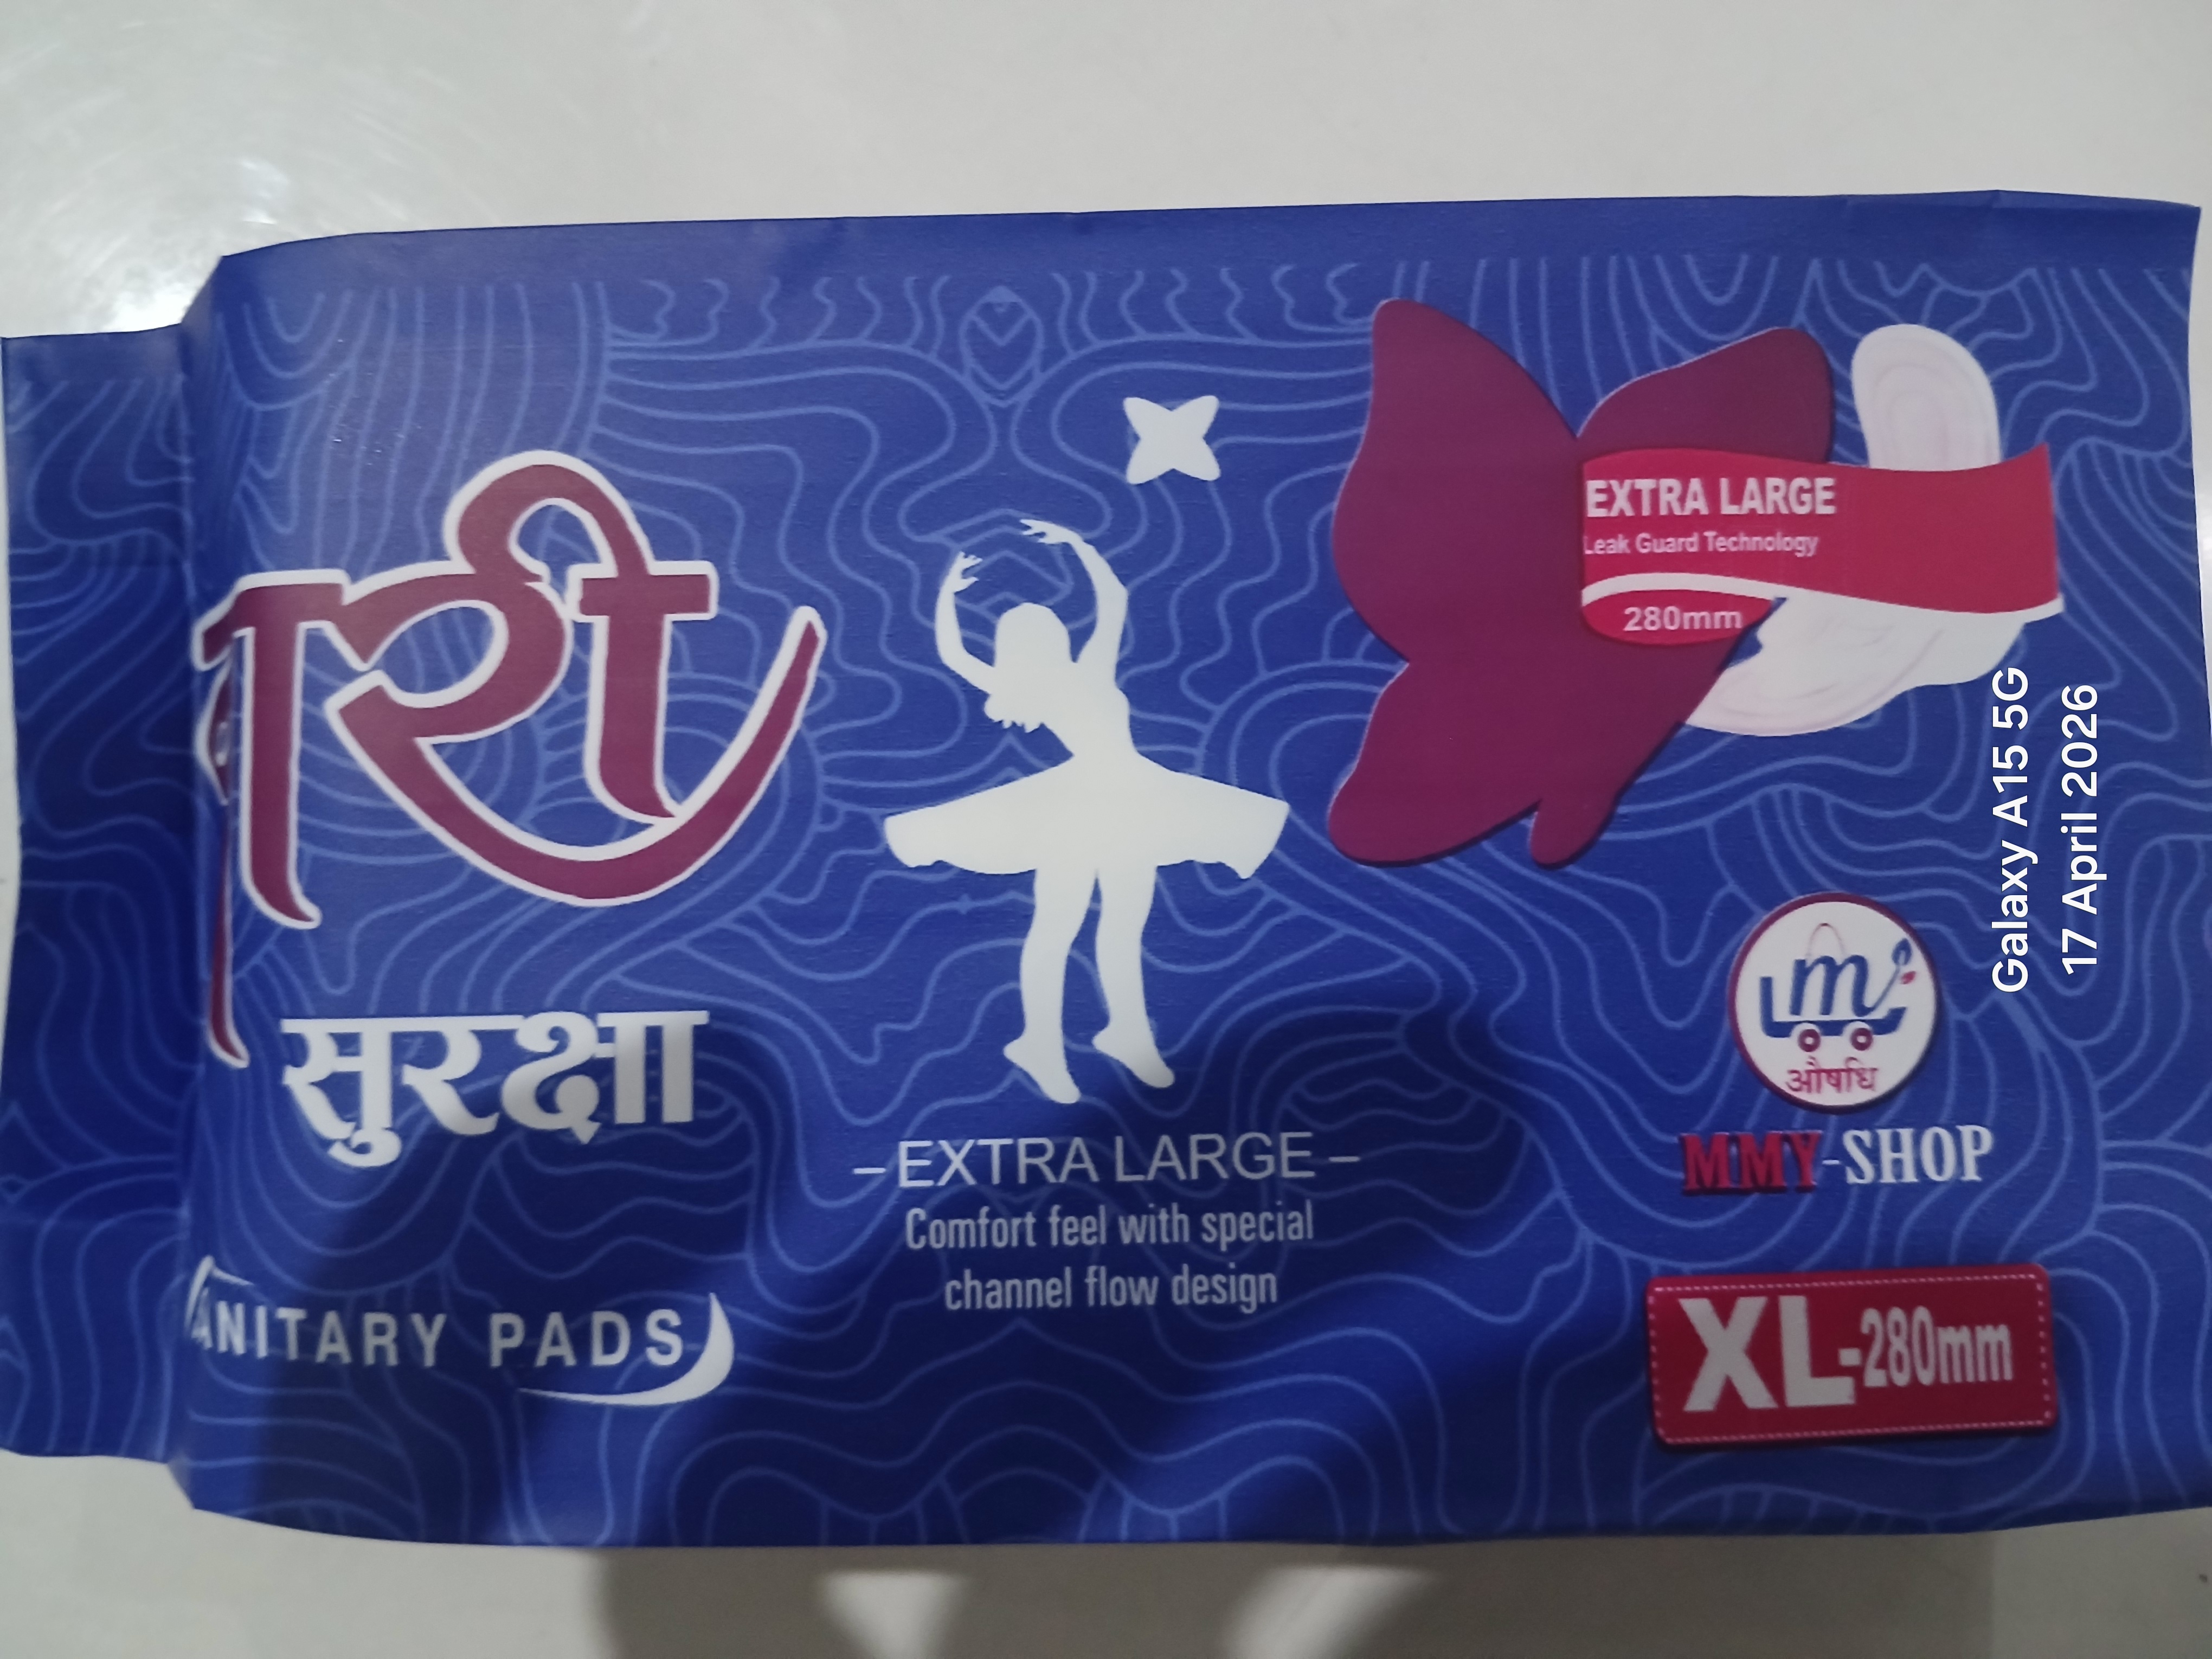 सुरक्षा
ANITARY PADS
EXTRA LARGE
Leak Guard Technology
280mm
– EXTRA LARGE –
Comfort feel with special
channel flow design
m
औषधि
MMY-SHOP
XL-280mm
Galaxy A15 5G
17 April 2026